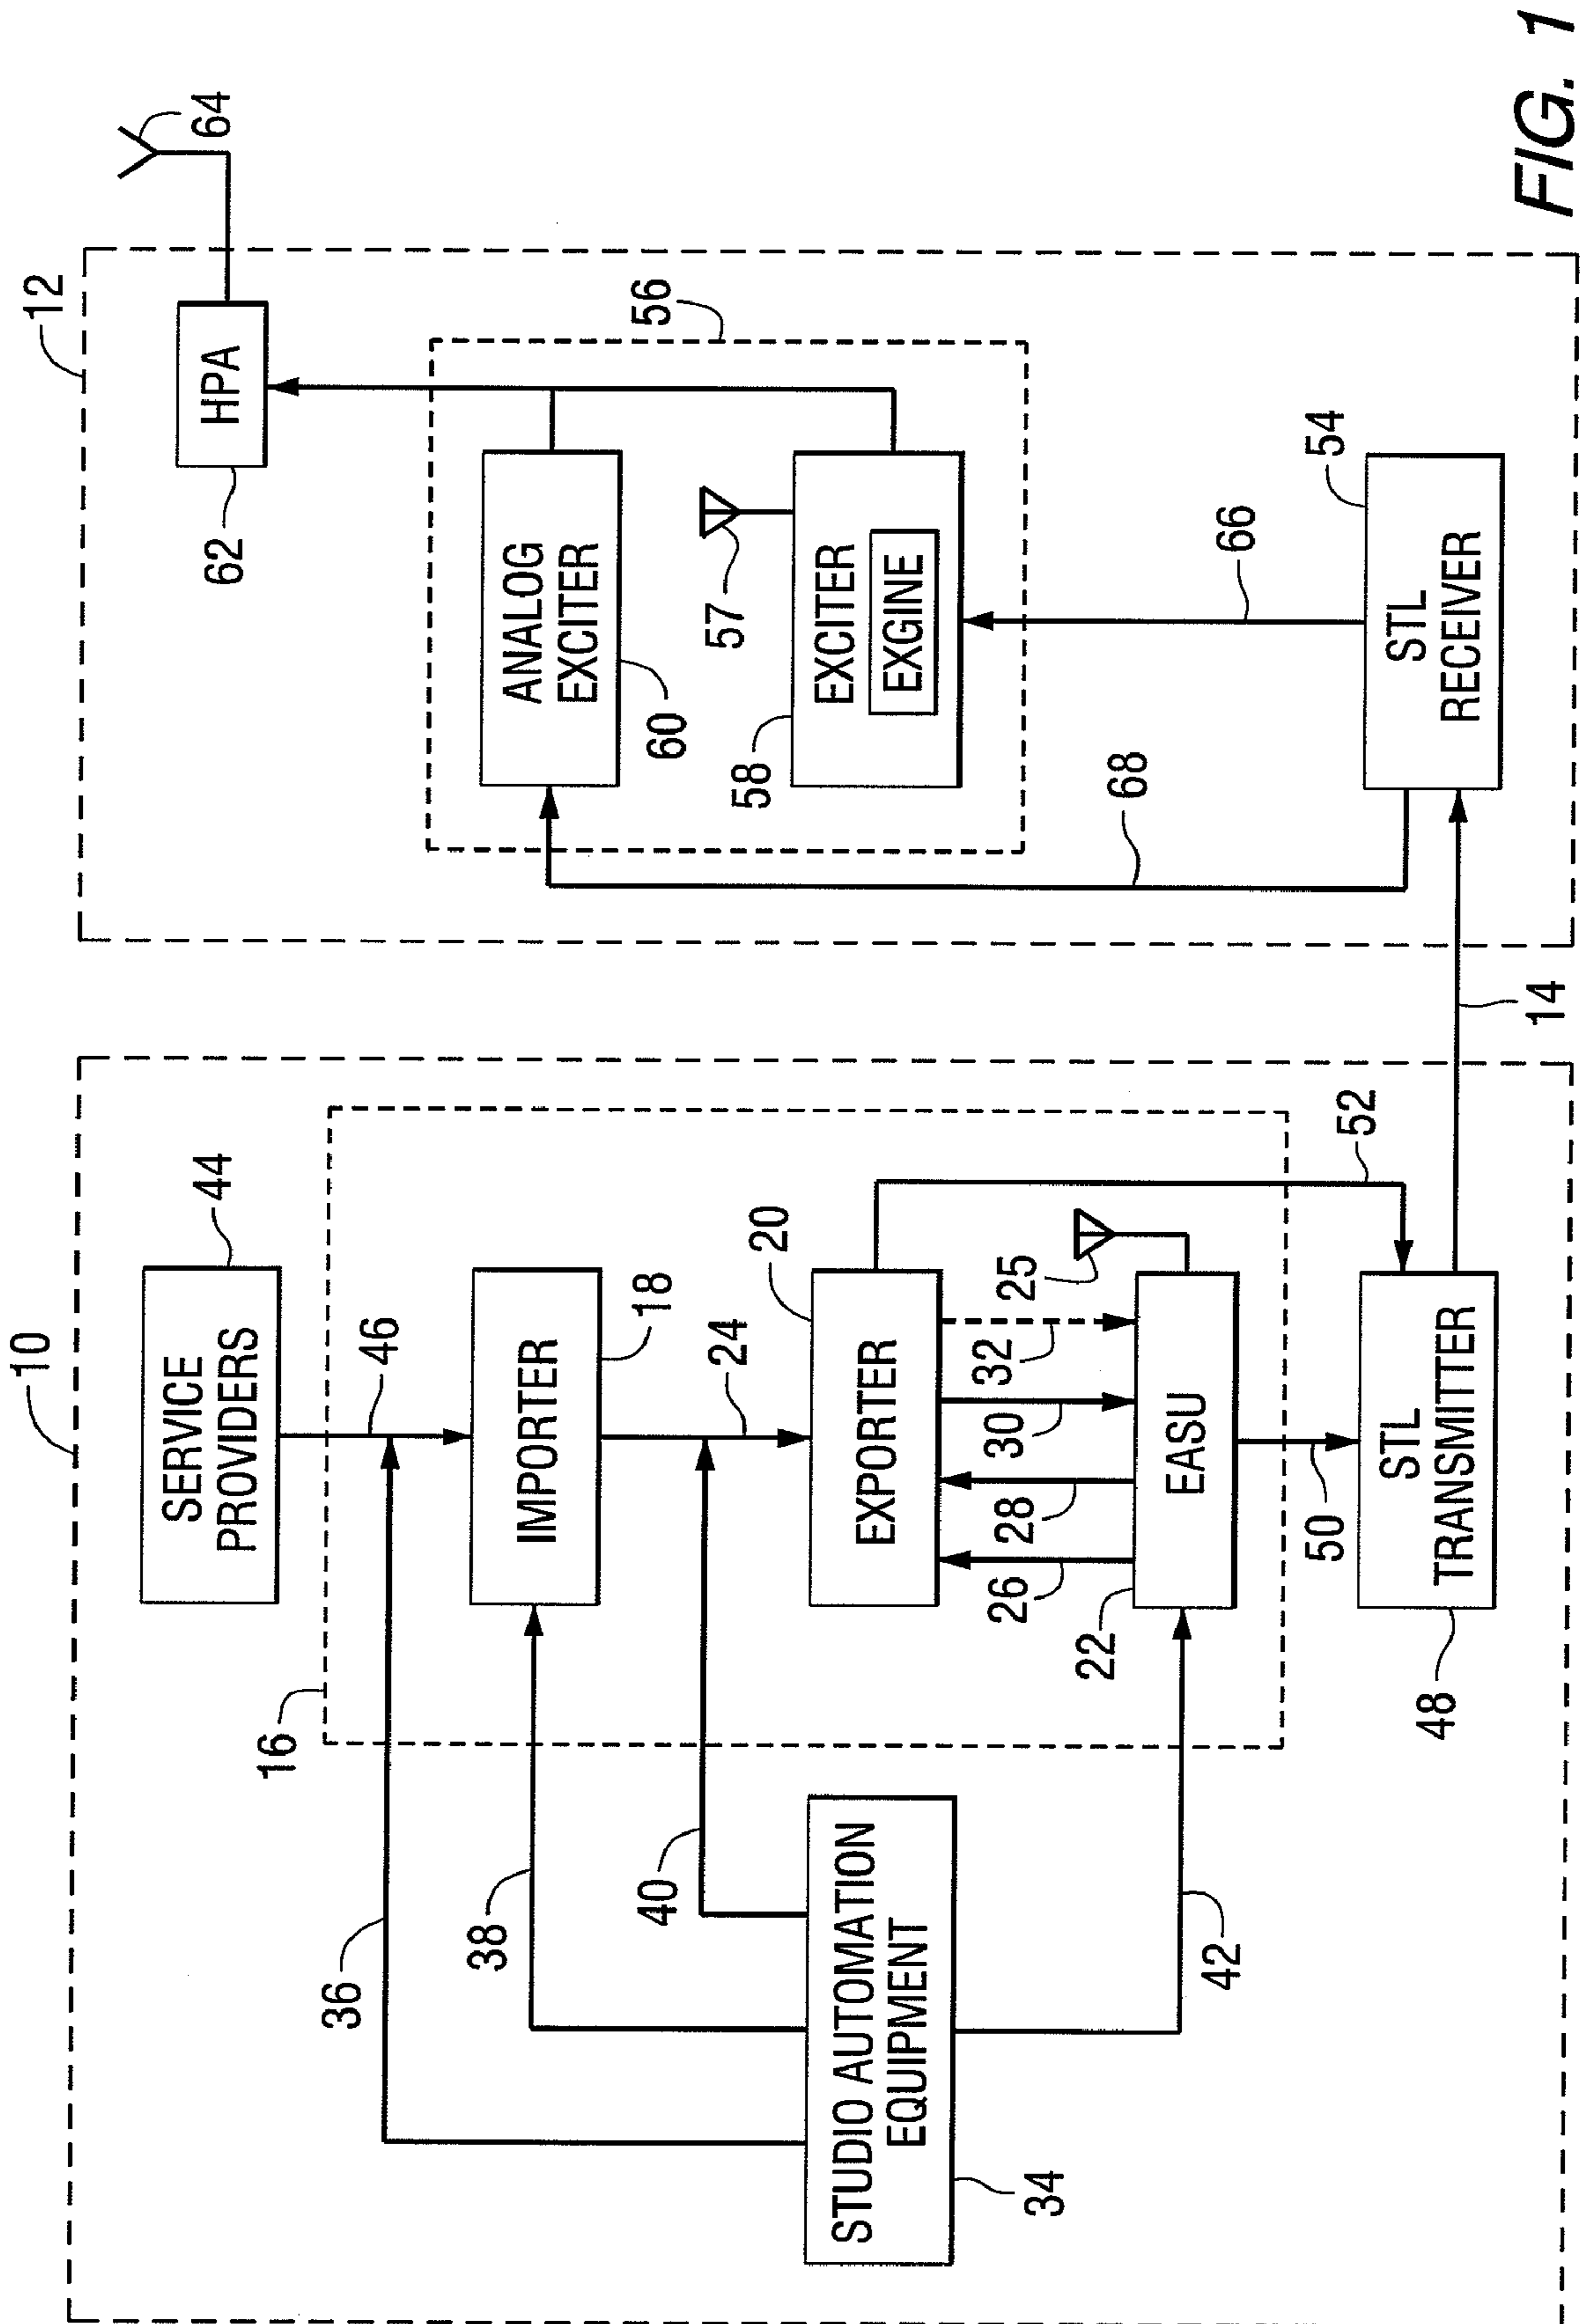 10
SERVICE
PROVIDERS
44
46
36
16
IMPORTER
18
38
24
40
EXPORTER
20
26
28
30
32
25
EASU
22
42
STUDIO AUTOMATION
EQUIPMENT
34
50
52
STL
TRANSMITTER
48
14
12
HPA
62
64
56
ANALOG
EXCITER
60
57
EXCITER
EXGINE
58
66
68
STL
RECEIVER
54
FIG. 1